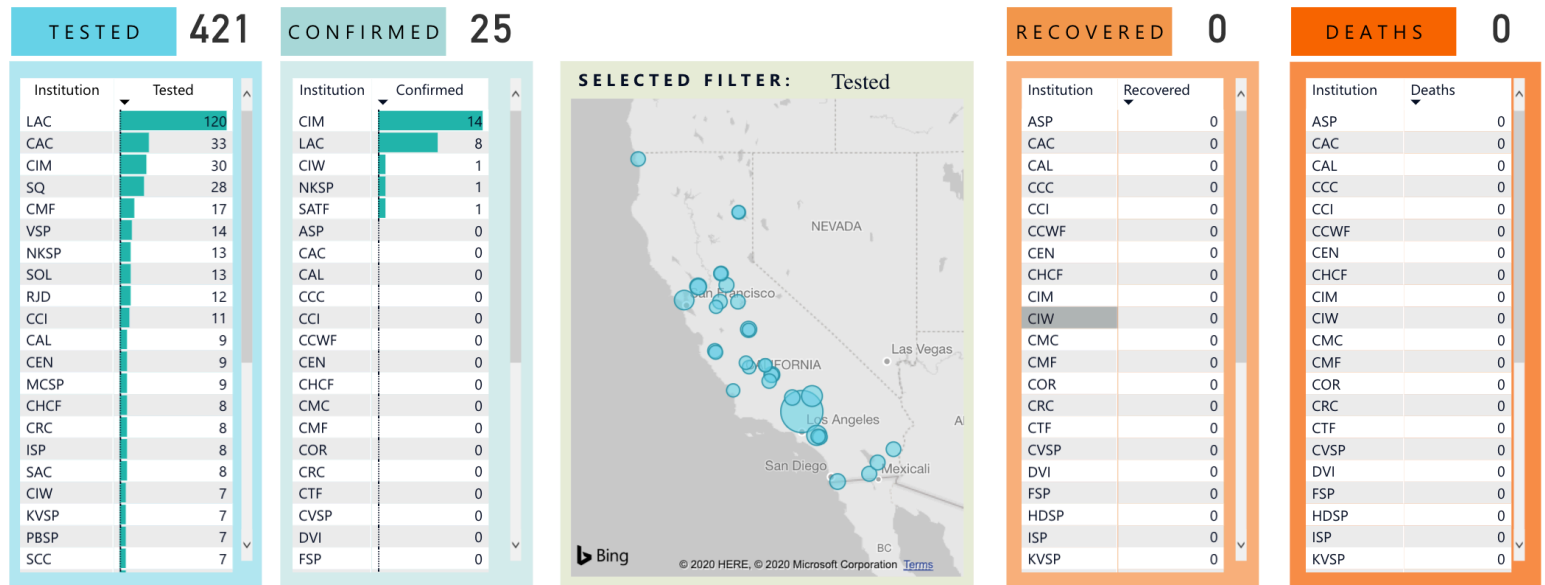 TESTED 421
Institution Tested
LAC 120
CAC 33
CIM 30
SQ 28
CMF 17
VSP 14
NKSP 13
SOL 13
RJD 12
CCI 11
CAL 9
CEN 9
MCSP 9
CHCF 8
CRC 8
ISP 8
SAC 8
CIW 7
KVSP 7
PBSP 7
SCC 7
CONFIRMED 25
Institution Confirmed
CIM 14
LAC 8
CIW 1
NKSP 1
SATF 1
ASP 0
CAC 0
CAL 0
CCC 0
CCI 0
CCWF 0
CEN 0
CHCF 0
CMC 0
CMF 0
COR 0
CRC 0
CTF 0
CVSP 0
DVI 0
FSP 0
SELECTED FILTER: Tested
NEVADA
San Francisco
Las Vegas
CALIFORNIA
Los Angeles
A
San Diego
Mexicali
BC
Bing
© 2020 HERE, © 2020 Microsoft Corporation Terms
RECOVERED 0
Institution Recovered
ASP 0
CAC 0
CAL 0
CCC 0
CCI 0
CCWF 0
CEN 0
CHCF 0
CIM 0
CIW 0
CMC 0
CMF 0
COR 0
CRC 0
CTF 0
CVSP 0
DVI 0
FSP 0
HDSP 0
ISP 0
KVSP 0
DEATHS 0
Institution Deaths
ASP 0
CAC 0
CAL 0
CCC 0
CCI 0
CCWF 0
CEN 0
CHCF 0
CIM 0
CIW 0
CMC 0
CMF 0
COR 0
CRC 0
CTF 0
CVSP 0
DVI 0
FSP 0
HDSP 0
ISP 0
KVSP 0